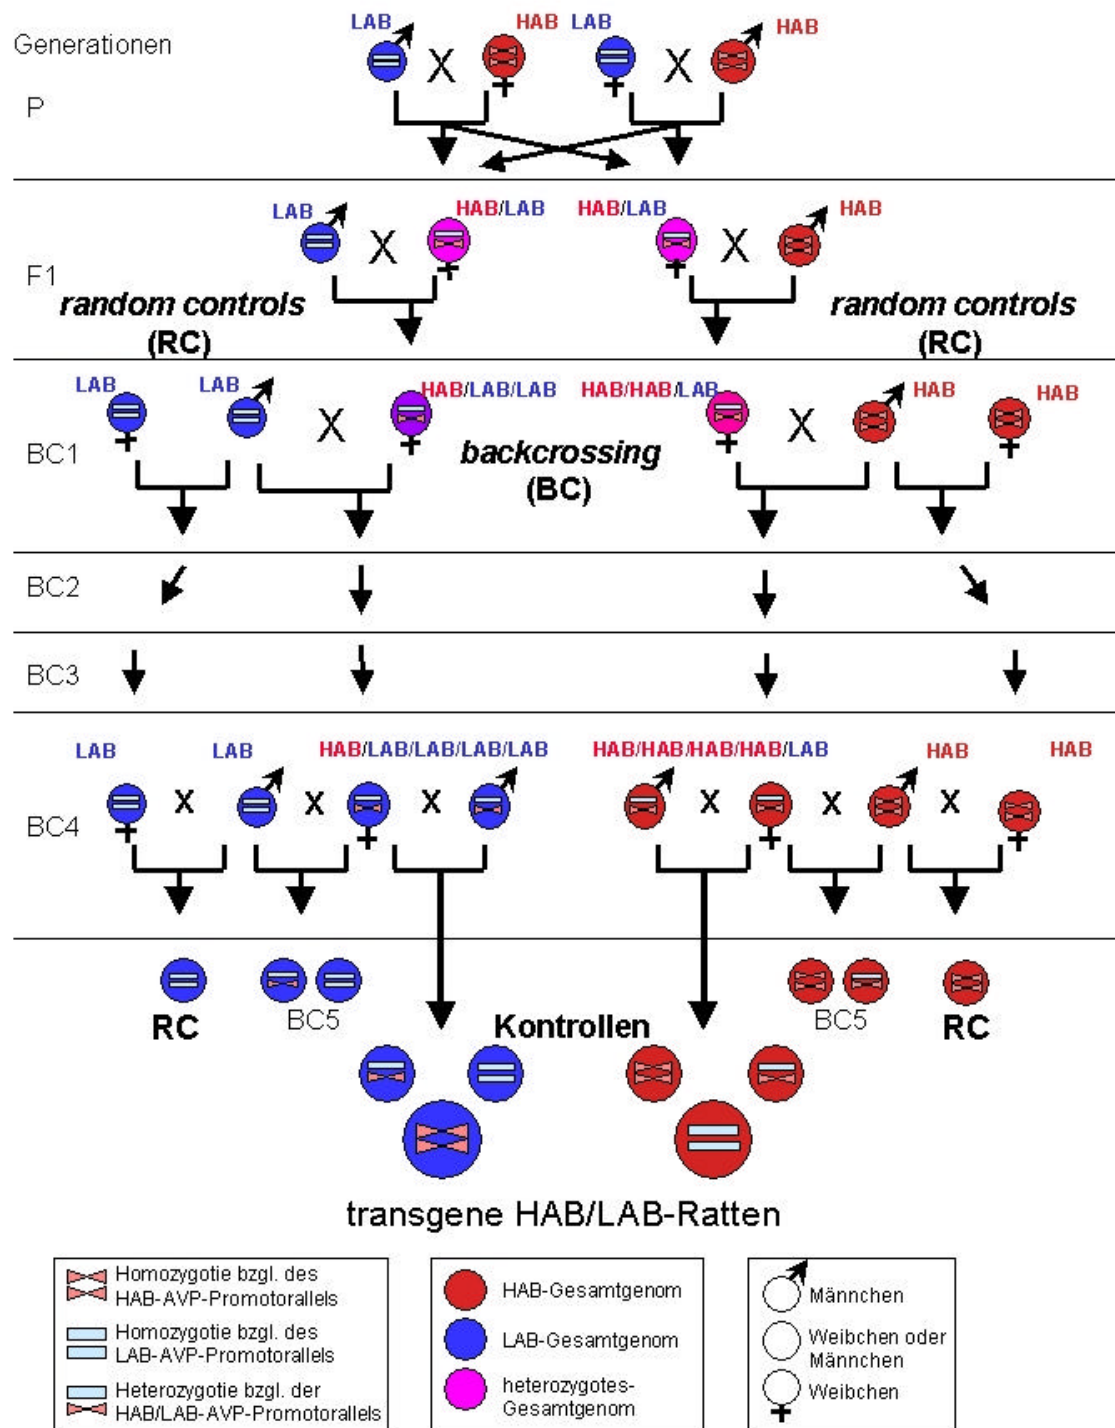 Generationen
LAB HAB LAB HAB
X X
P
LAB HAB/LAB HAB/LAB HAB
X X
F1
random controls random controls
(RC) (RC)
LAB LAB HAB/LAB/LAB HAB/HAB/LAB HAB HAB
X X
BC1
backcrossing
(BC)
BC2
BC3
LAB LAB HAB/LAB/LAB/LAB/LAB HAB/HAB/HAB/HAB/LAB HAB HAB
X X X X X X
BC4
RC BC5 Kontrollen BC5 RC
transgene HAB/LAB-Ratten
Homozygotie bzgl. des
HAB-AVP-Promotorallels
Homozygotie bzgl. des
LAB-AVP-Promotorallels
Heterozygotie bzgl. der
HAB/LAB-AVP-Promotorallels
HAB-Gesamtgenom
LAB-Gesamtgenom
heterozygotes-
Gesamtgenom
Männchen
Weibchen oder
Männchen
Weibchen